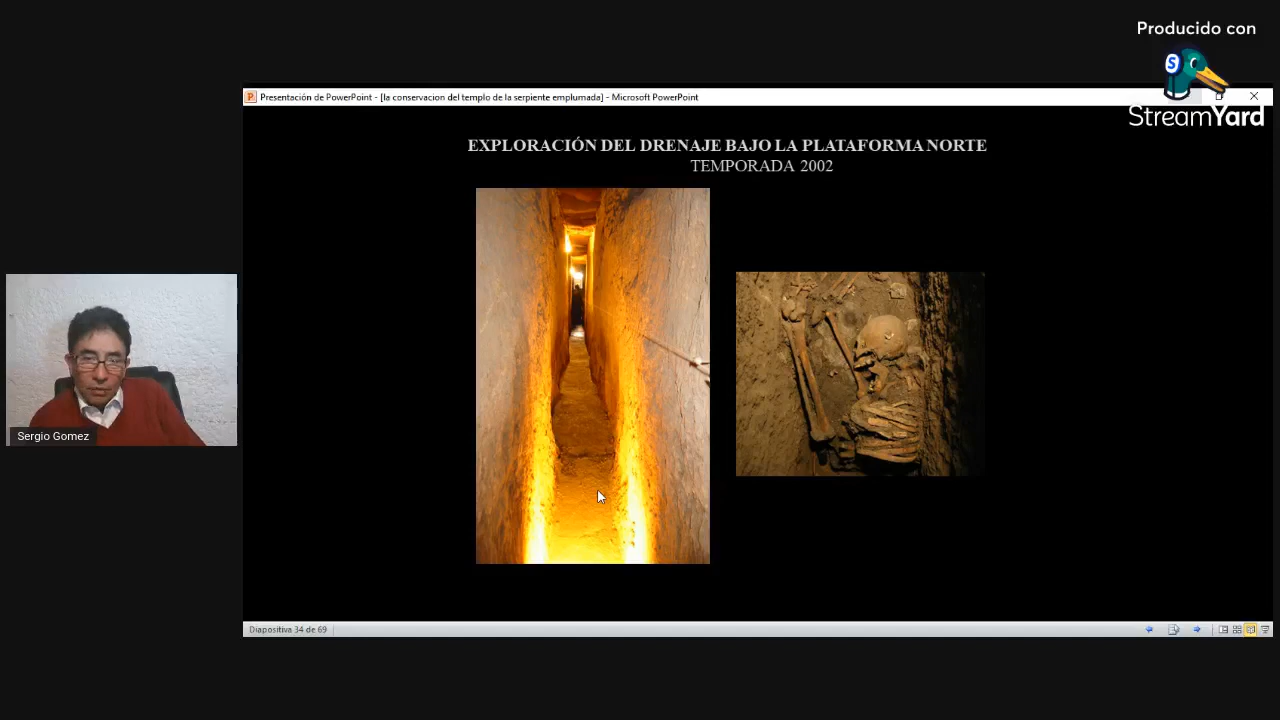 Producido con
StreamYard
Presentación de PowerPoint - [la conservacion del templo de la serpiente emplumada] - Microsoft PowerPoint
EXPLORACIÓN DEL DRENAJE BAJO LA PLATAFORMA NORTE
TEMPORADA 2002
Sergio Gomez
Diapositiva 34 de 69